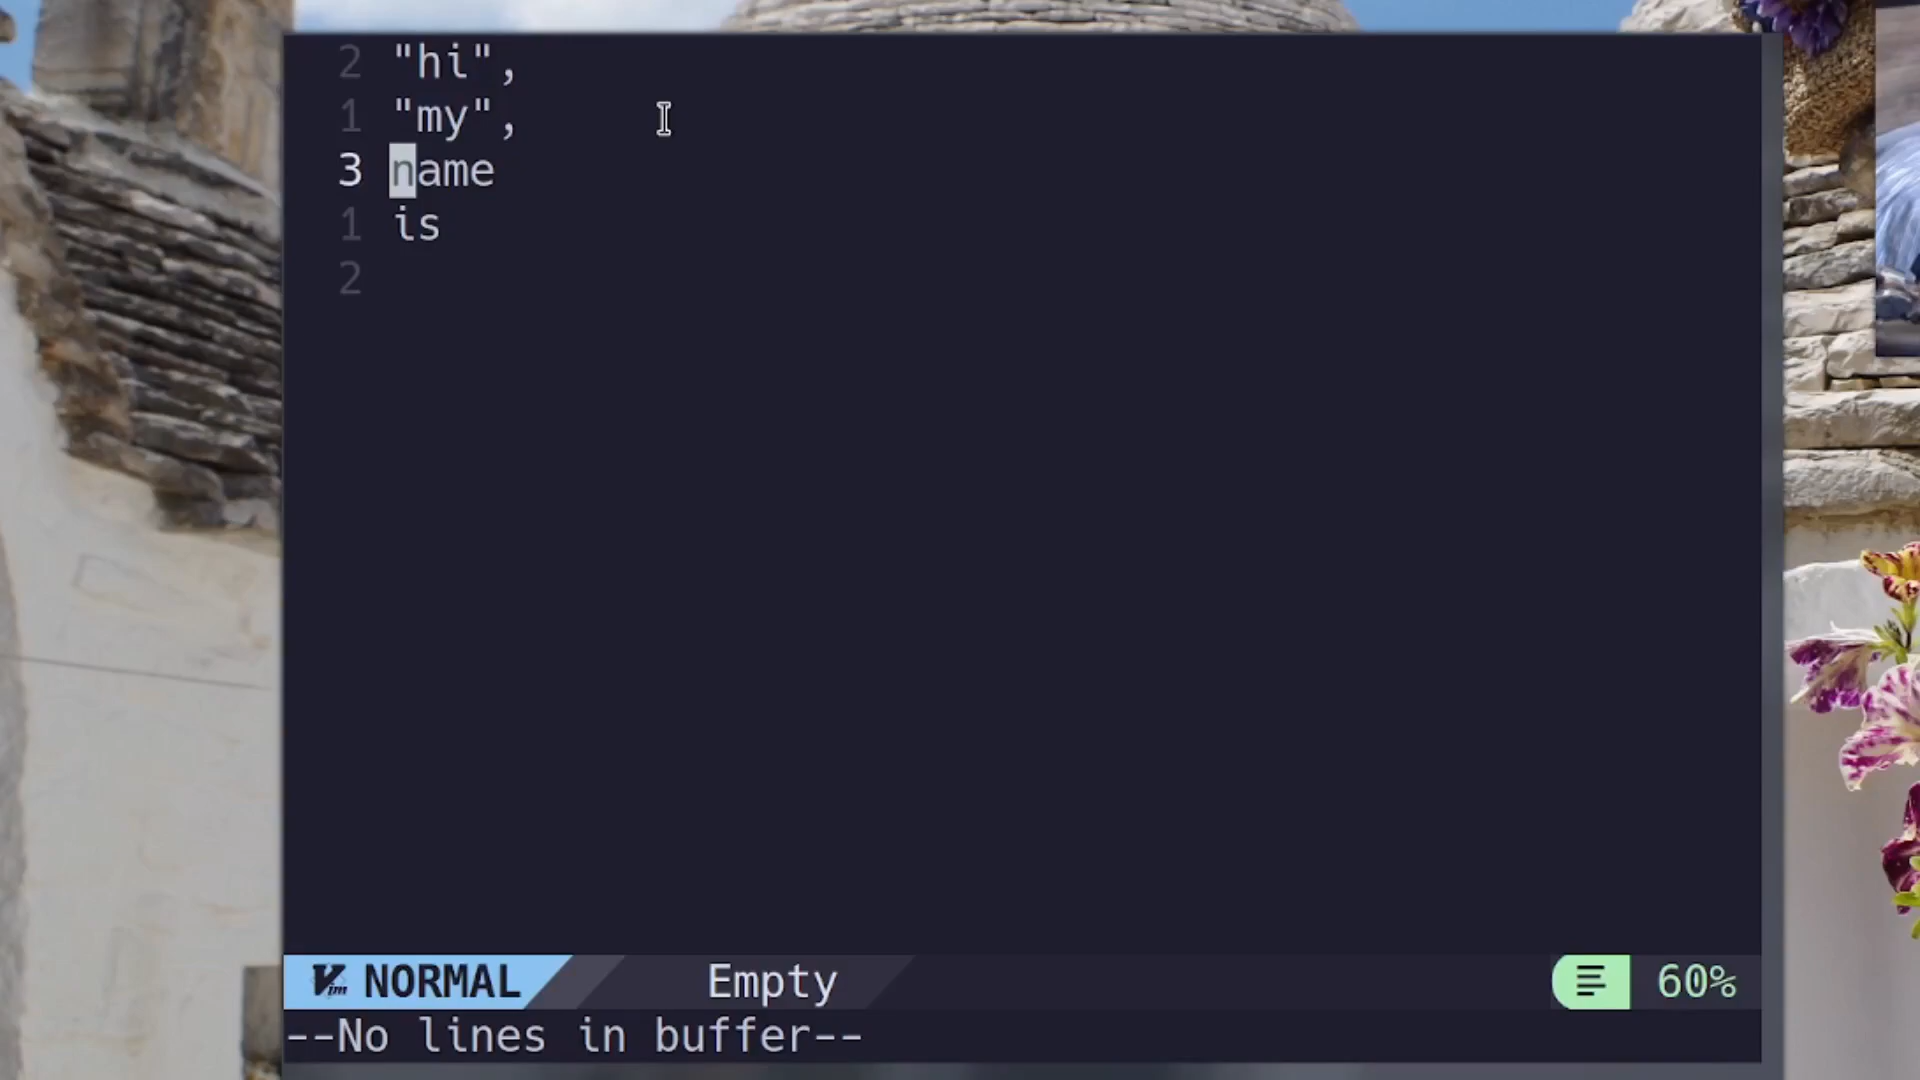 2 "hi",
1 "my",
3 name
1 is
2
NORMAL Empty 60%
--No lines in buffer--